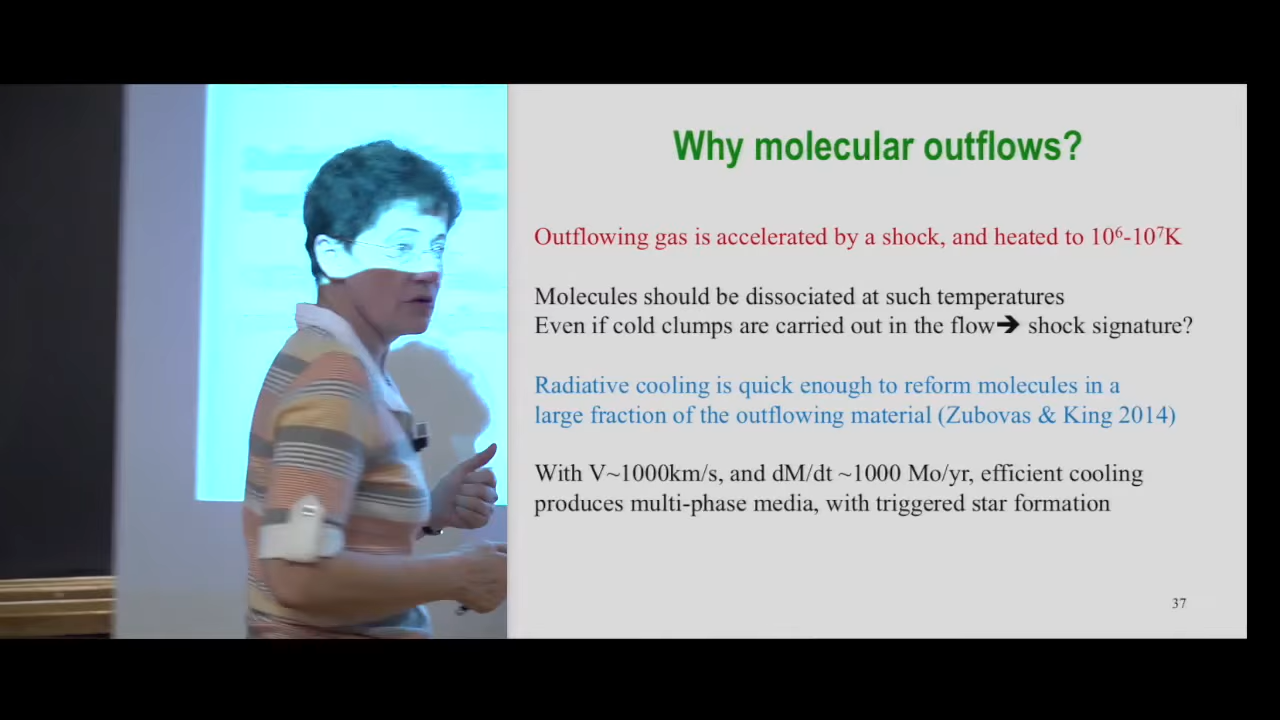 Why molecular outflows?
Outflowing gas is accelerated by a shock, and heated to 10⁶-10⁷K
Molecules should be dissociated at such temperatures
Even if cold clumps are carried out in the flow➔ shock signature?
Radiative cooling is quick enough to reform molecules in a
large fraction of the outflowing material (Zubovas & King 2014)
With V~1000km/s, and dM/dt ~1000 Mo/yr, efficient cooling
produces multi-phase media, with triggered star formation
37